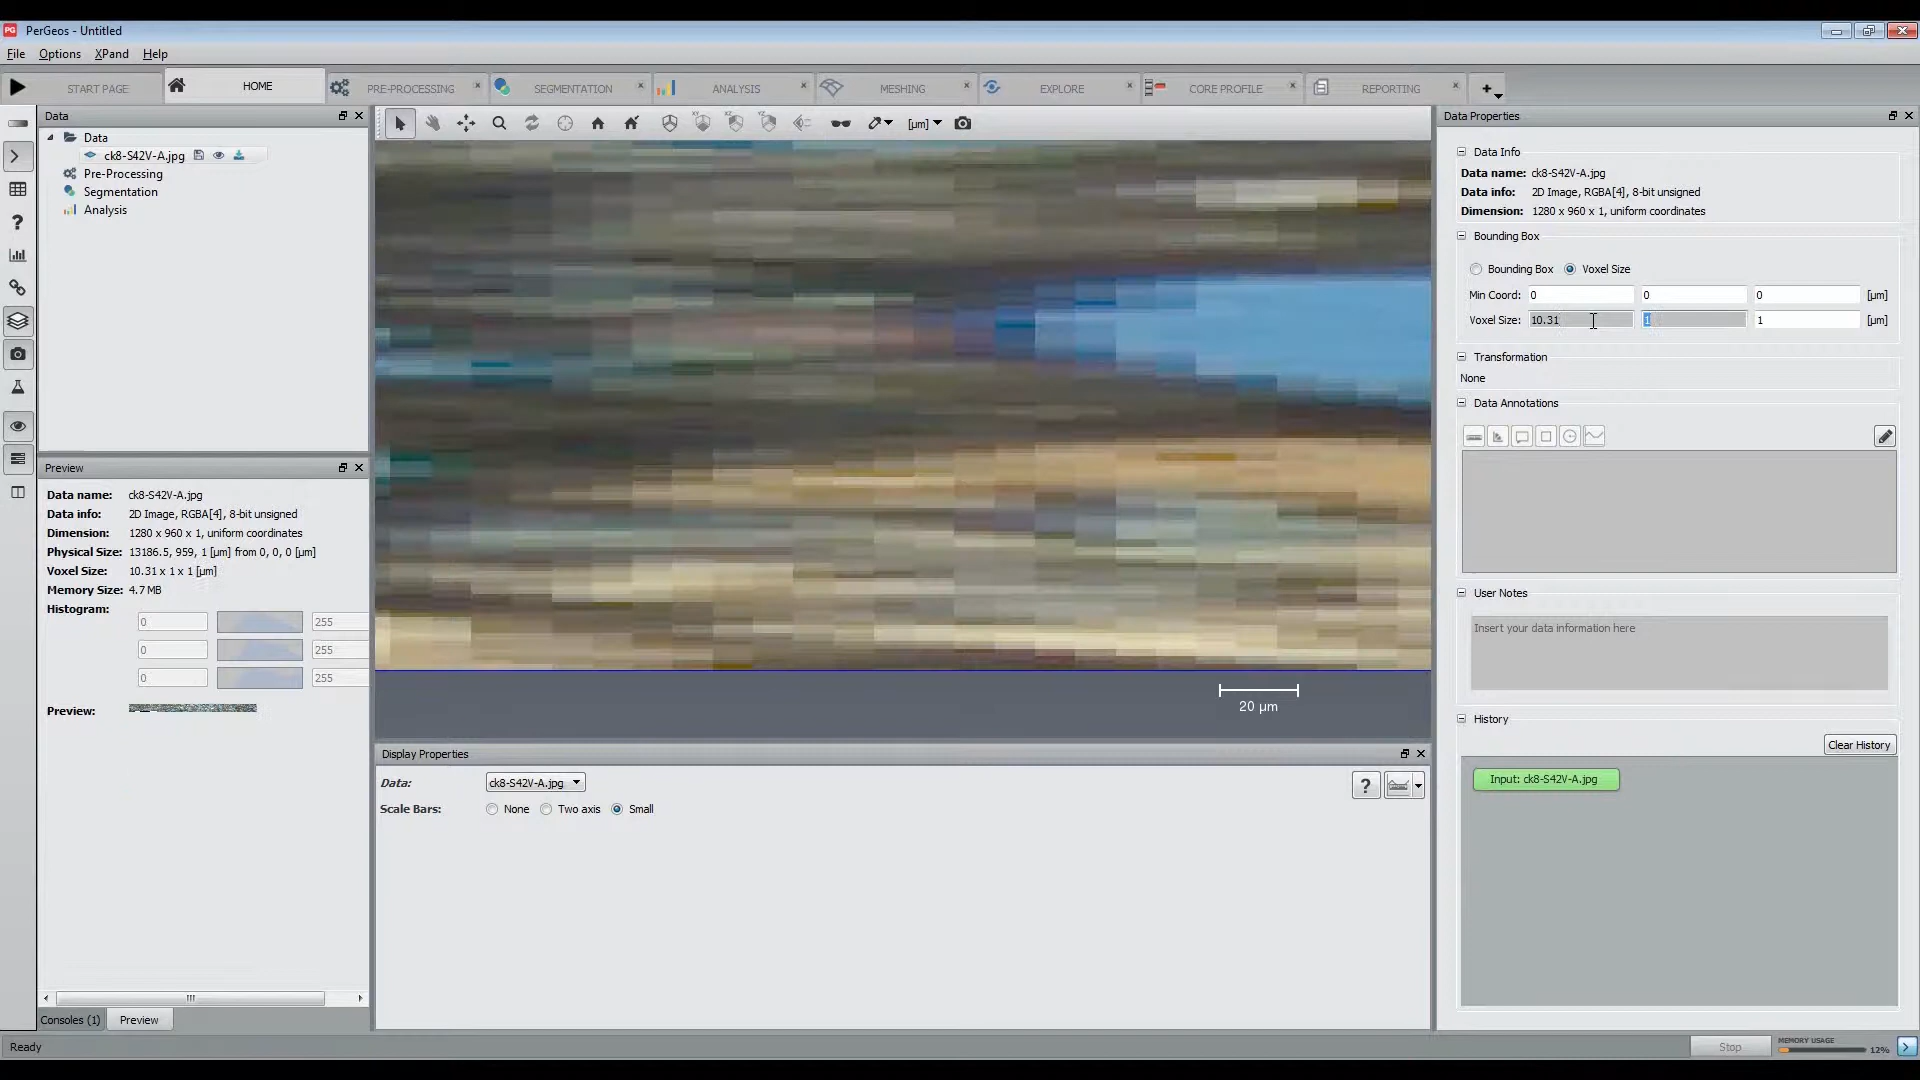 PG PerGeos - Untitled
File Options XPand Help
START PAGE HOME PRE-PROCESSING SEGMENTATION ANALYSIS MESHING EXPLORE CORE PROFILE REPORTING
Data
Data
ck8-S42V-A.jpg
Pre-Processing
Segmentation
Analysis
[µm]
Preview
Data name: ck8-S42V-A.jpg
Data info: 2D Image, RGBA[4], 8-bit unsigned
Dimension: 1280 x 960 x 1, uniform coordinates
Physical Size: 13186.5, 959, 1 [µm] from 0, 0, 0 [µm]
Voxel Size: 10.31 x 1 x 1 [µm]
Memory Size: 4.7 MB
Histogram:
0 255
0 255
0 255
Preview:
Consoles (1) Preview
20 µm
Display Properties
Data: ck8-S42V-A.jpg
Scale Bars: None Two axis Small
Data Properties
Data Info
Data name: ck8-S42V-A.jpg
Data info: 2D Image, RGBA[4], 8-bit unsigned
Dimension: 1280 x 960 x 1, uniform coordinates
Bounding Box
Bounding Box Voxel Size
Min Coord: 0 0 0 [µm]
Voxel Size: 10.31 1 1 [µm]
Transformation
None
Data Annotations
User Notes
Insert your data information here
History
Clear History
Input: ck8-S42V-A.jpg
Ready
Stop
MEMORY USAGE
12%